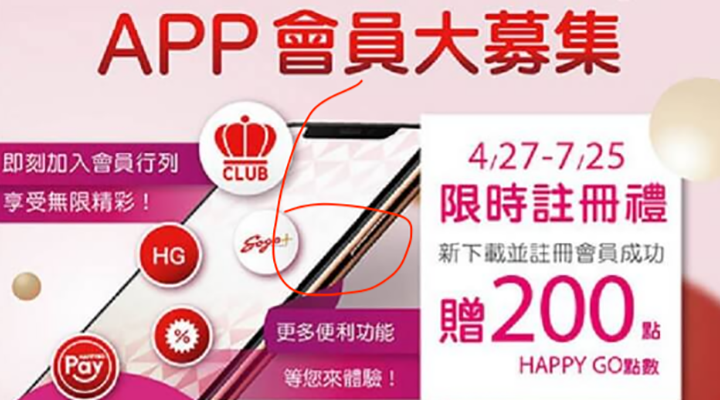 APP 會員大募集
即刻加入會員行列
享受無限精彩！
CLUB
Sogo+
HG
%
HAPPY GO Pay
更多便利功能
等您來體驗！
4/27-7/25
限時註冊禮
新下載並註冊會員成功
贈200點
HAPPY GO點數